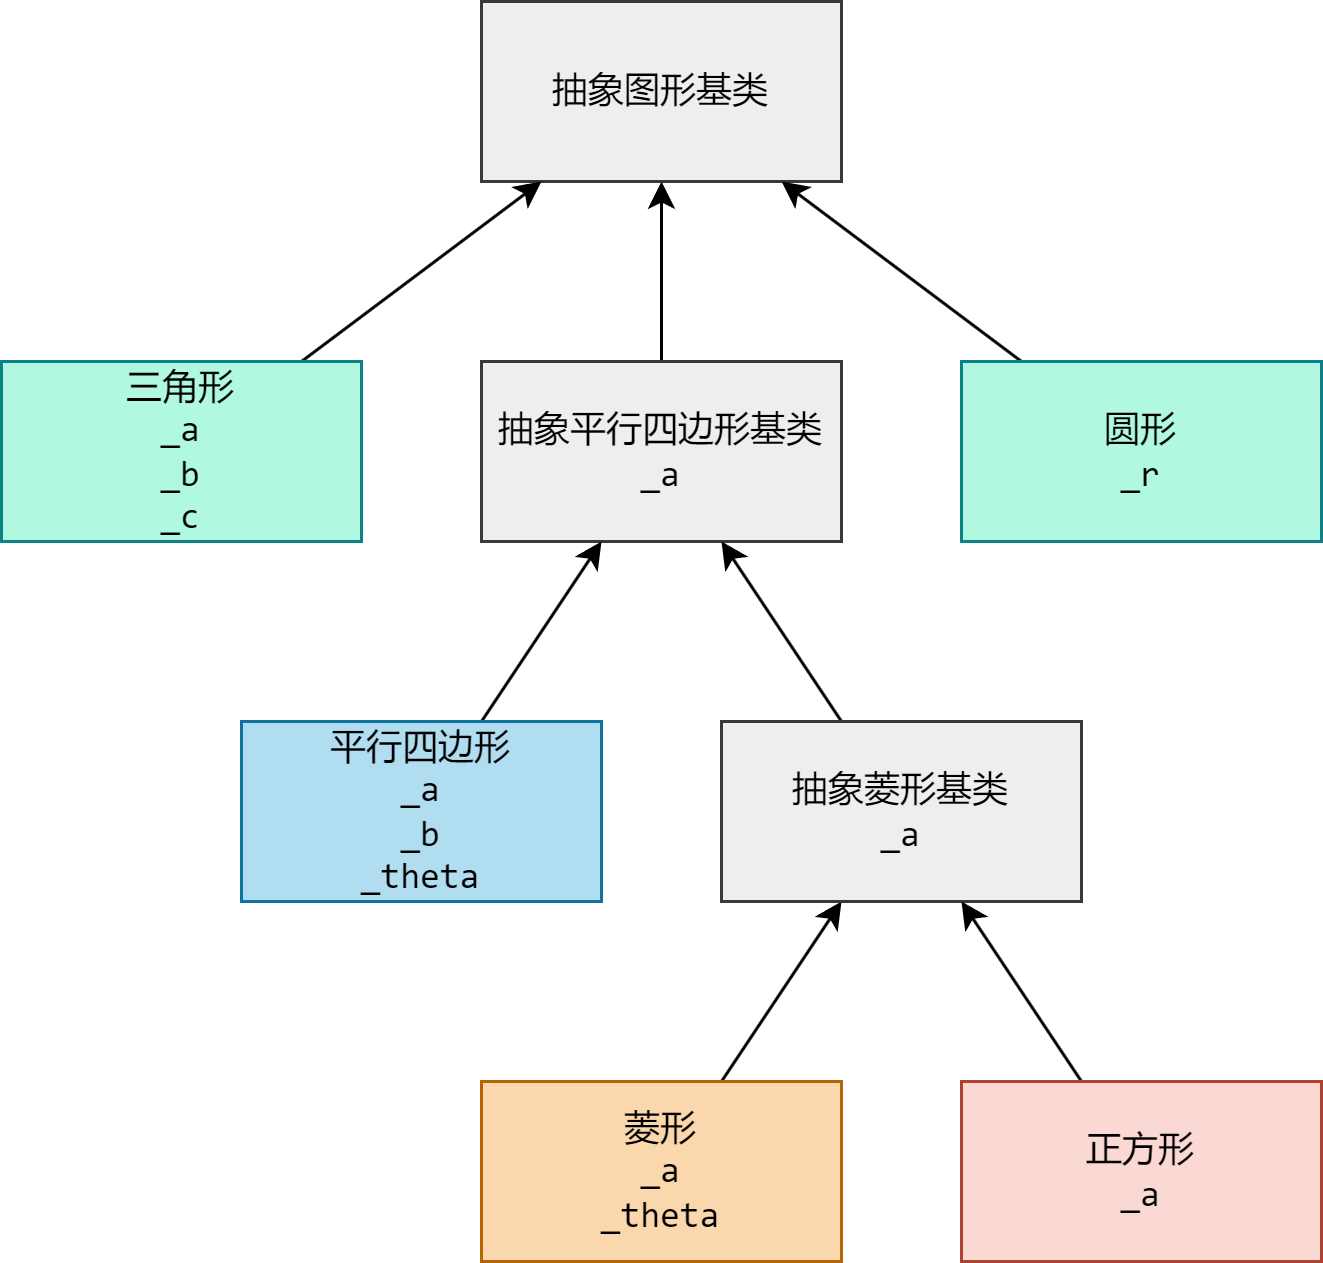 抽象图形基类
三角形
_a
_b
_c
抽象平行四边形基类
_a
圆形
_r
平行四边形
_a
_b
_theta
抽象菱形基类
_a
菱形
_a
_theta
正方形
_a